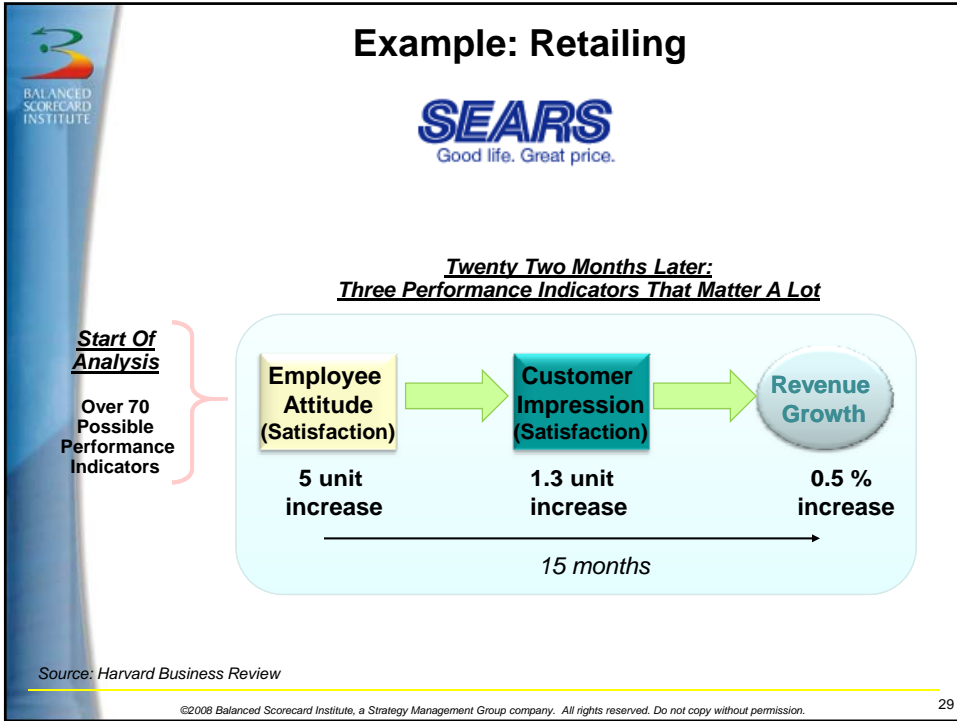 BALANCED
SCORECARD
INSTITUTE
Example: Retailing
SEARS
Good life. Great price.
Twenty Two Months Later:
Three Performance Indicators That Matter A Lot
Start Of
Analysis
Over 70
Possible
Performance
Indicators
Employee
Attitude
(Satisfaction)
Customer
Impression
(Satisfaction)
Revenue
Growth
5 unit
increase
1.3 unit
increase
0.5 %
increase
15 months
Source: Harvard Business Review
©2008 Balanced Scorecard Institute, a Strategy Management Group company. All rights reserved. Do not copy without permission.
29